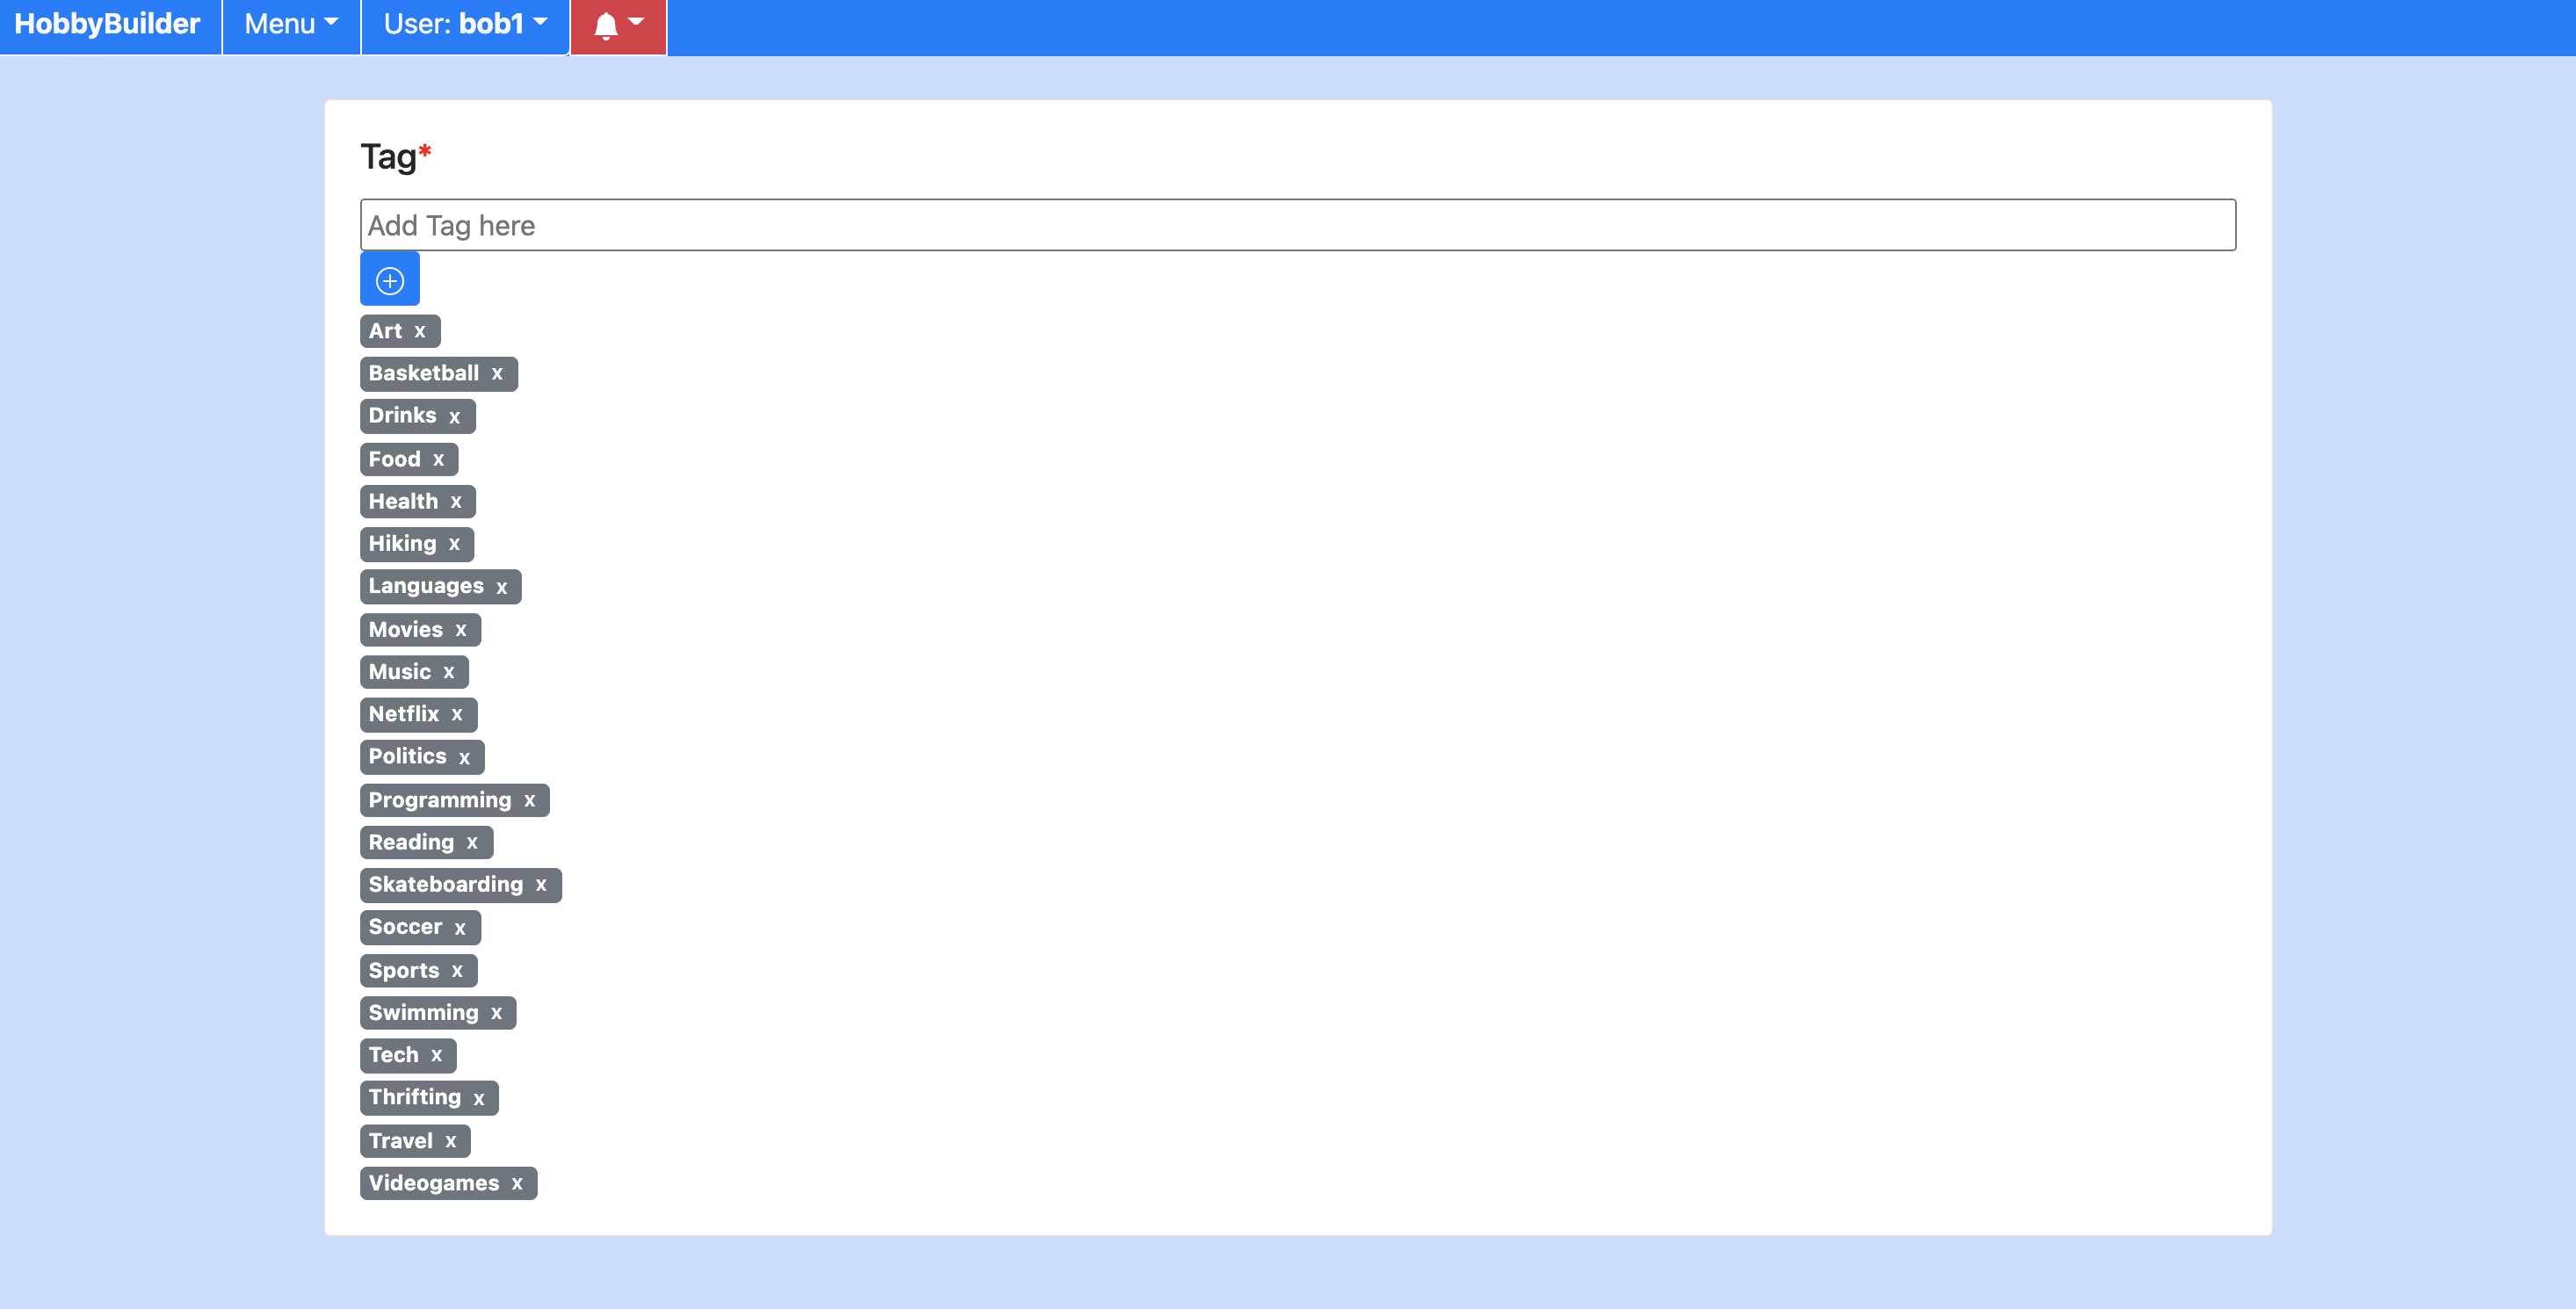 HobbyBuilder Menu User: bob1
Tag*
Add Tag here
Art x
Basketball x
Drinks x
Food x
Health x
Hiking x
Languages x
Movies x
Music x
Netflix x
Politics x
Programming x
Reading x
Skateboarding x
Soccer x
Sports x
Swimming x
Tech x
Thrifting x
Travel x
Videogames x